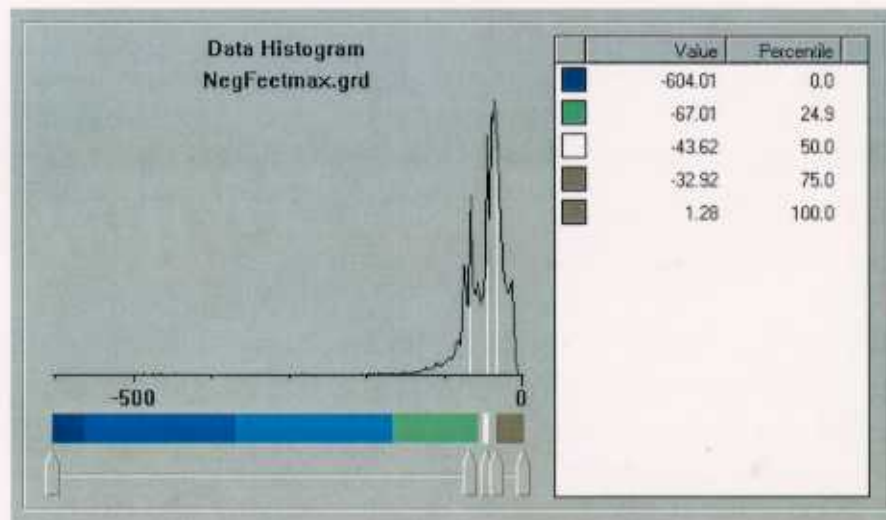 Data Histogram
NegFeetmax.grd
-500 0
Value Percentile
-604.01 0.0
-67.01 24.9
-43.62 50.0
-32.92 75.0
1.28 100.0